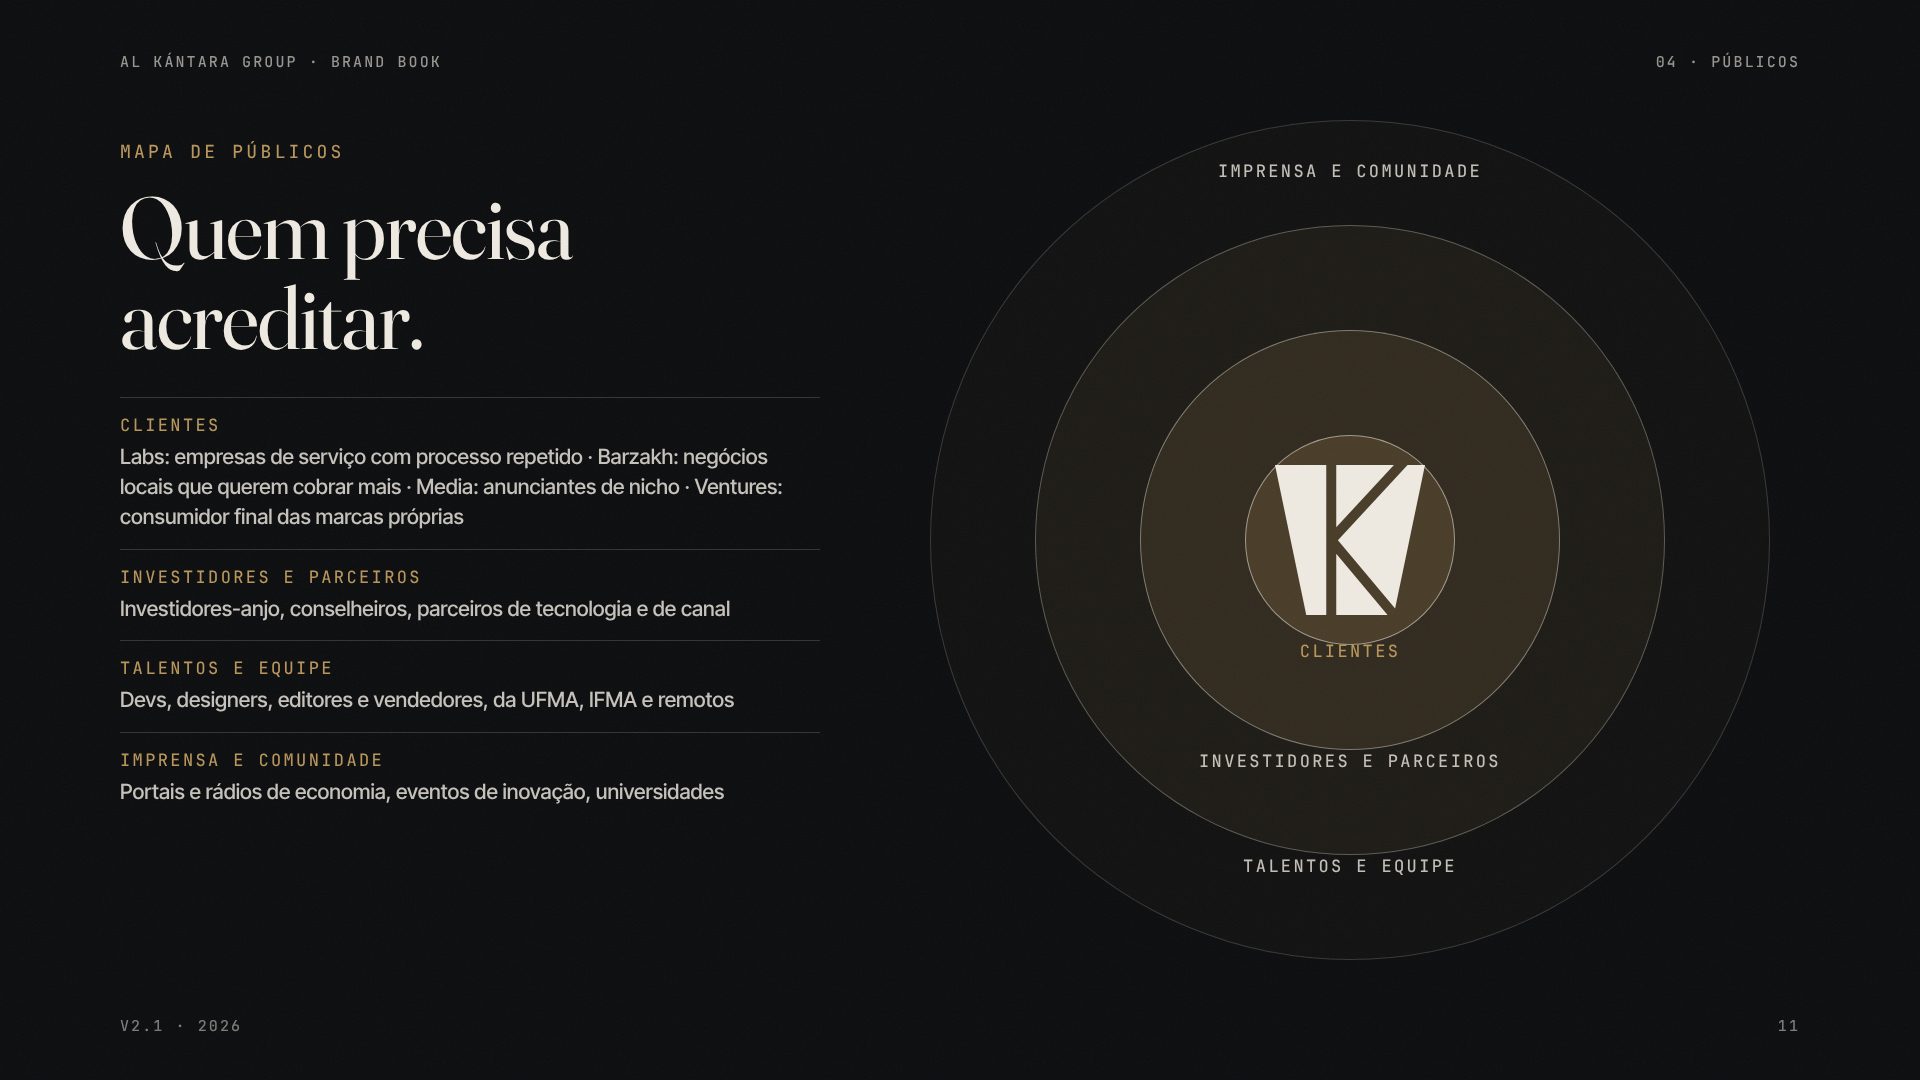 AL KÁNTARA GROUP · BRAND BOOK
04 · PÚBLICOS
MAPA DE PÚBLICOS
Quem precisa
acreditar.
CLIENTES
Labs: empresas de serviço com processo repetido · Barzakh: negócios
locais que querem cobrar mais · Media: anunciantes de nicho · Ventures:
consumidor final das marcas próprias
INVESTIDORES E PARCEIROS
Investidores-anjo, conselheiros, parceiros de tecnologia e de canal
TALENTOS E EQUIPE
Devs, designers, editores e vendedores, da UFMA, IFMA e remotos
IMPRENSA E COMUNIDADE
Portais e rádios de economia, eventos de inovação, universidades
IMPRENSA E COMUNIDADE
K
CLIENTES
INVESTIDORES E PARCEIROS
TALENTOS E EQUIPE
V2.1 · 2026
11